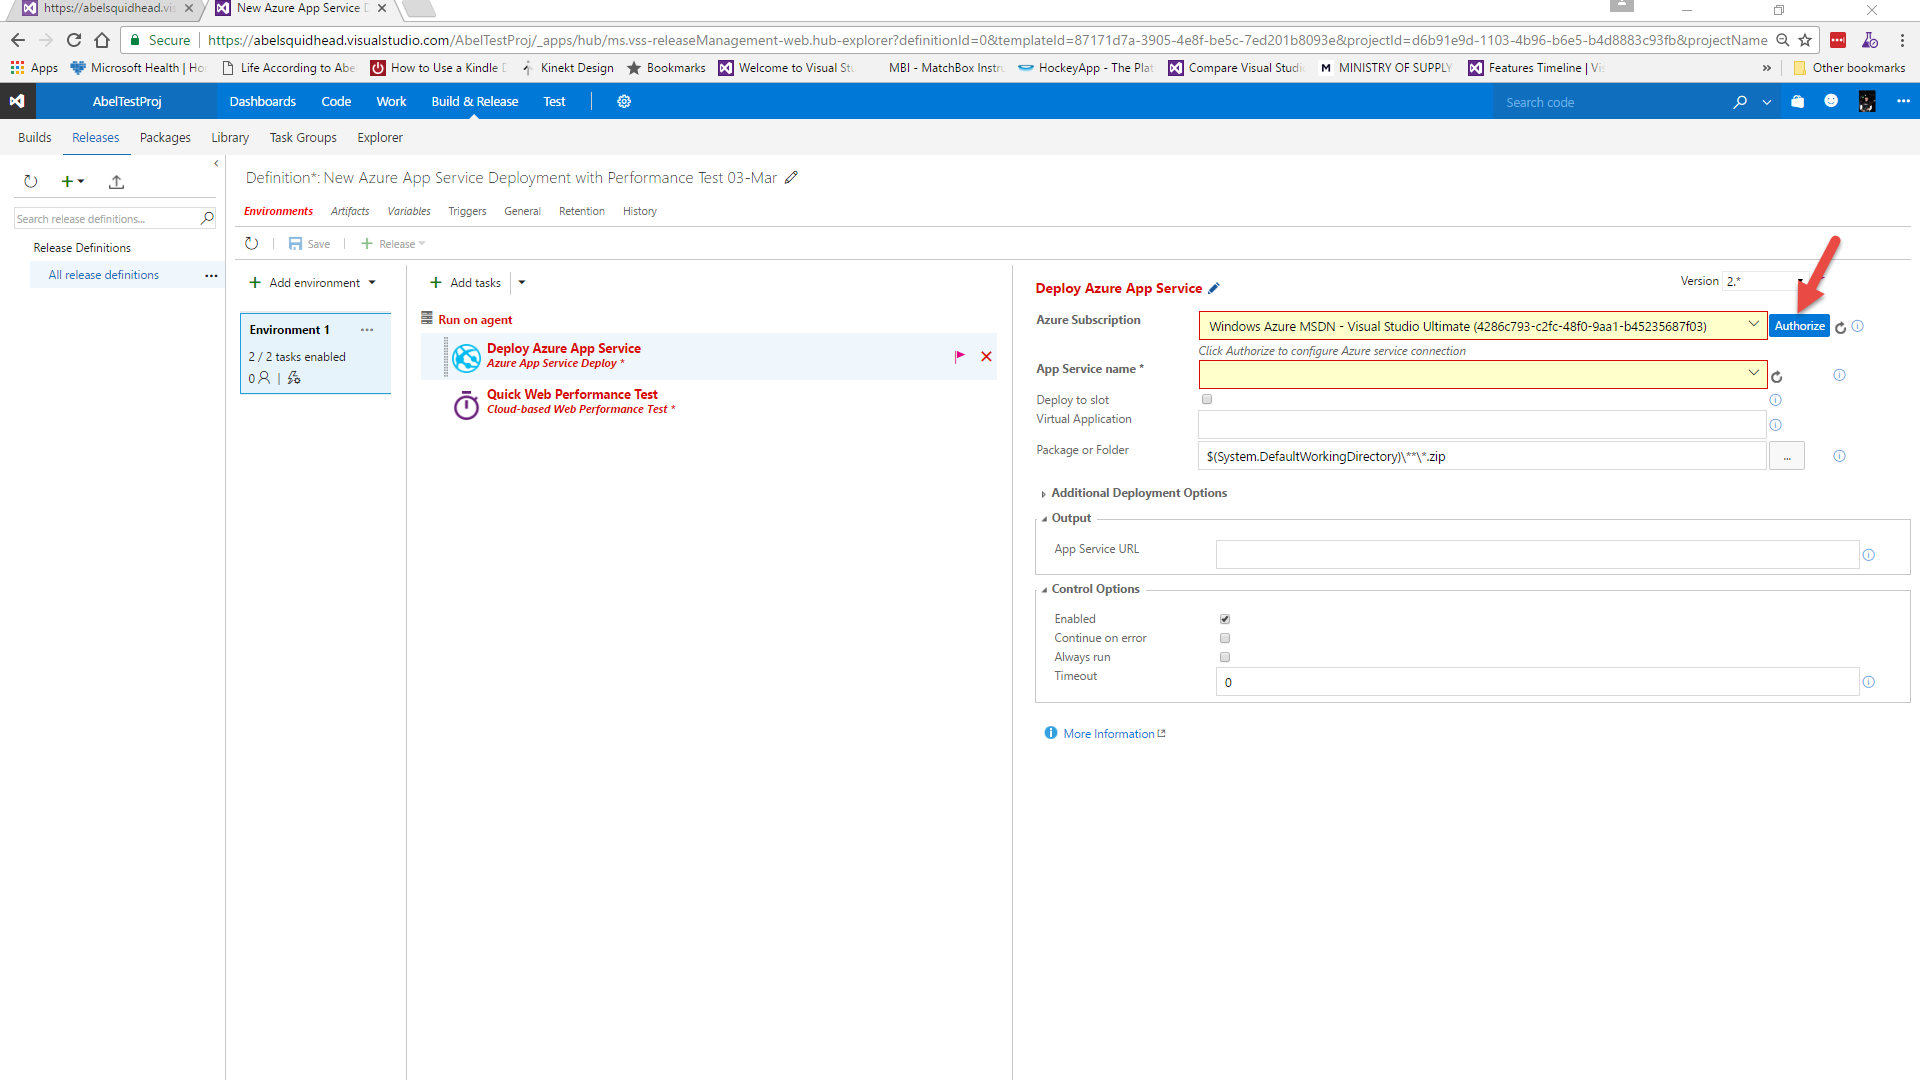 https://abelsquidhead.vi
New Azure App Service D
Secure
https://abelsquidhead.visualstudio.com/AbelTestProj/_apps/hub/ms.vss-releaseManagement-web.hub-explorer?definitionId=0&templateId=87171d7a-3905-4e8f-be5c-7ed201b8093e&projectId=d6b91e9d-1103-4b96-b6e5-b4d8883c93fb&projectName
Apps
Microsoft Health | Ho
Life According to Abe
How to Use a Kindle D
Kinekt Design
Bookmarks
Welcome to Visual Stu
MBI - MatchBox Instru
HockeyApp - The Plat
Compare Visual Studio
M MINISTRY OF SUPPLY
Features Timeline | Vis
»
Other bookmarks
AbelTestProj
Dashboards
Code
Work
Build & Release
Test
Search code
Builds
Releases
Packages
Library
Task Groups
Explorer
Definition*: New Azure App Service Deployment with Performance Test 03-Mar
Search release definitions...
Environments
Artifacts
Variables
Triggers
General
Retention
History
Release Definitions
All release definitions
Save
Release
Add environment
Environment 1
2 / 2 tasks enabled
0
Add tasks
Run on agent
Deploy Azure App Service
Azure App Service Deploy *
Quick Web Performance Test
Cloud-based Web Performance Test *
Deploy Azure App Service
Version
2.*
Azure Subscription
Windows Azure MSDN - Visual Studio Ultimate (4286c793-c2fc-48f0-9aa1-b45235687f03)
Authorize
Click Authorize to configure Azure service connection
App Service name *
Deploy to slot
Virtual Application
Package or Folder
$(System.DefaultWorkingDirectory)\**\*.zip
...
Additional Deployment Options
Output
App Service URL
Control Options
Enabled
Continue on error
Always run
Timeout
0
More Information